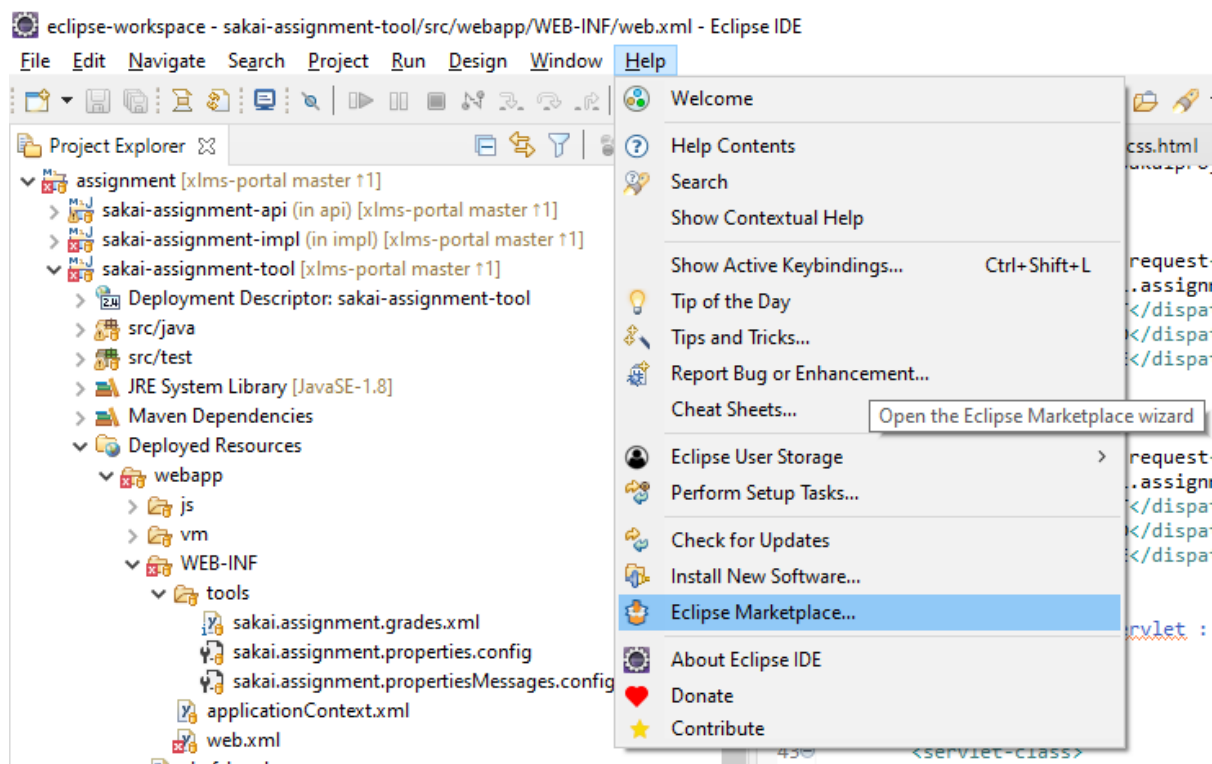 eclipse-workspace - sakai-assignment-tool/src/webapp/WEB-INF/web.xml - Eclipse IDE
File Edit Navigate Search Project Run Design Window Help
Welcome
Project Explorer
Help Contents
css.html
assignment [xlms-portal master ↑1]
Search
sakai-assignment-api (in api) [xlms-portal master ↑1]
Show Contextual Help
sakai-assignment-impl (in impl) [xlms-portal master ↑1]
sakai-assignment-tool [xlms-portal master ↑1]
Show Active Keybindings... Ctrl+Shift+L
request-
Deployment Descriptor: sakai-assignment-tool
Tip of the Day
.assignm
src/java
</dispat
Tips and Tricks...
</dispat
src/test
</dispat
Report Bug or Enhancement...
JRE System Library [JavaSE-1.8]
Cheat Sheets...
Open the Eclipse Marketplace wizard
Maven Dependencies
Deployed Resources
Eclipse User Storage
request-
webapp
.assignm
Perform Setup Tasks...
js
</dispat
vm
</dispat
Check for Updates
</dispat
WEB-INF
Install New Software...
tools
Eclipse Marketplace...
sakai.assignment.grades.xml
rvlet :
sakai.assignment.properties.config
About Eclipse IDE
sakai.assignment.propertiesMessages.config
Donate
applicationContext.xml
Contribute
web.xml
43
<servlet-class>